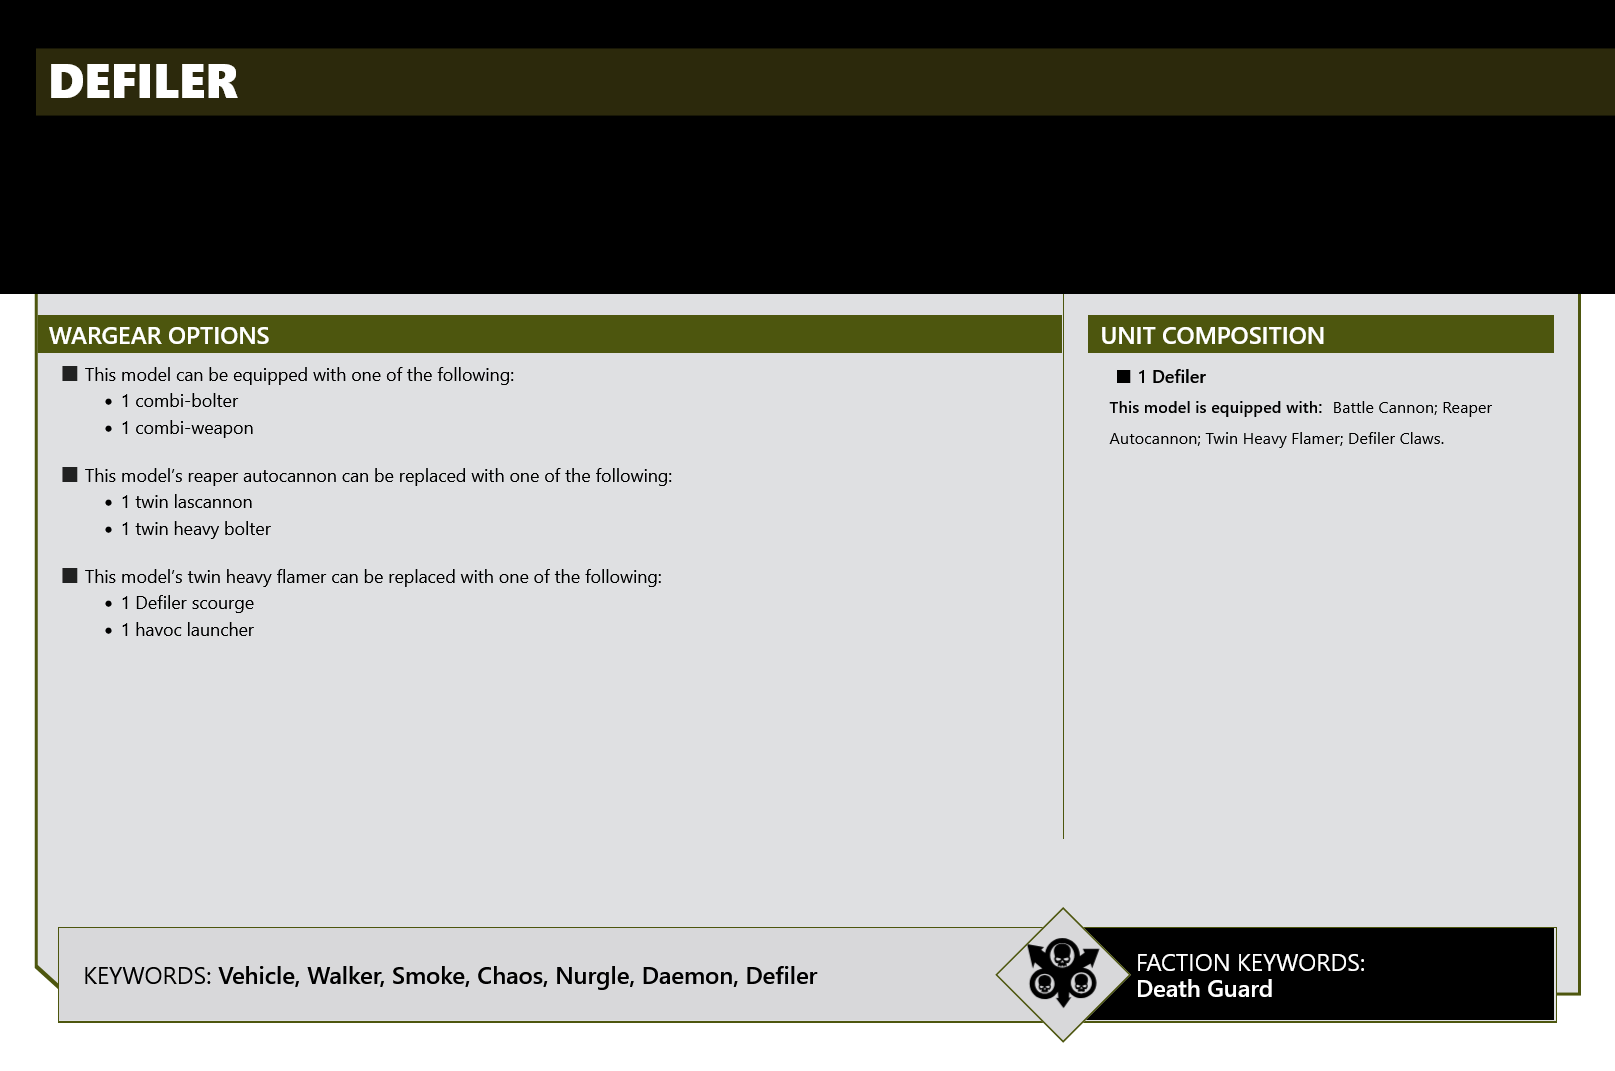 DEFILER
WARGEAR OPTIONS
■ This model can be equipped with one of the following:
• 1 combi-bolter
• 1 combi-weapon
■ This model's reaper autocannon can be replaced with one of the following:
• 1 twin lascannon
• 1 twin heavy bolter
■ This model's twin heavy flamer can be replaced with one of the following:
• 1 Defiler scourge
• 1 havoc launcher
UNIT COMPOSITION
■ 1 Defiler
This model is equipped with: Battle Cannon; Reaper
Autocannon; Twin Heavy Flamer; Defiler Claws.
KEYWORDS: Vehicle, Walker, Smoke, Chaos, Nurgle, Daemon, Defiler
FACTION KEYWORDS:
Death Guard